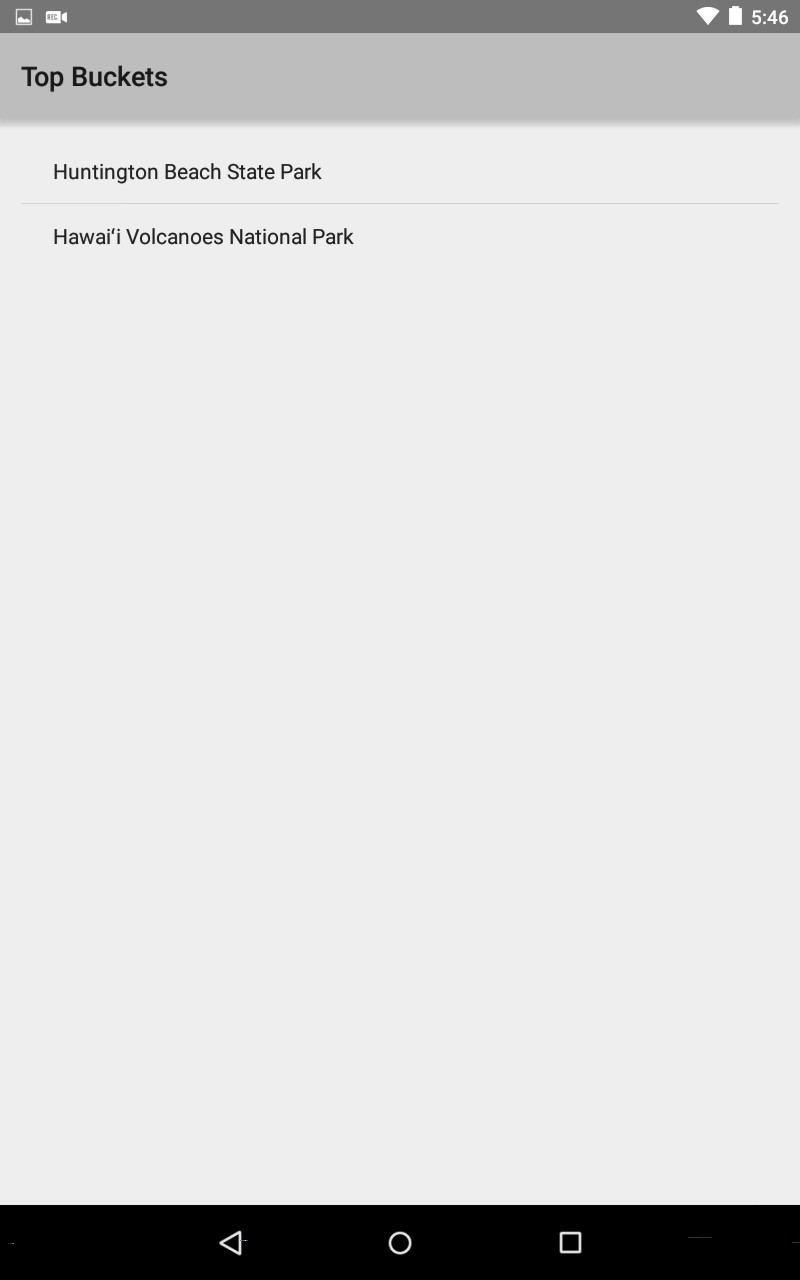 5:46
Top Buckets
Huntington Beach State Park
Hawaiʻi Volcanoes National Park